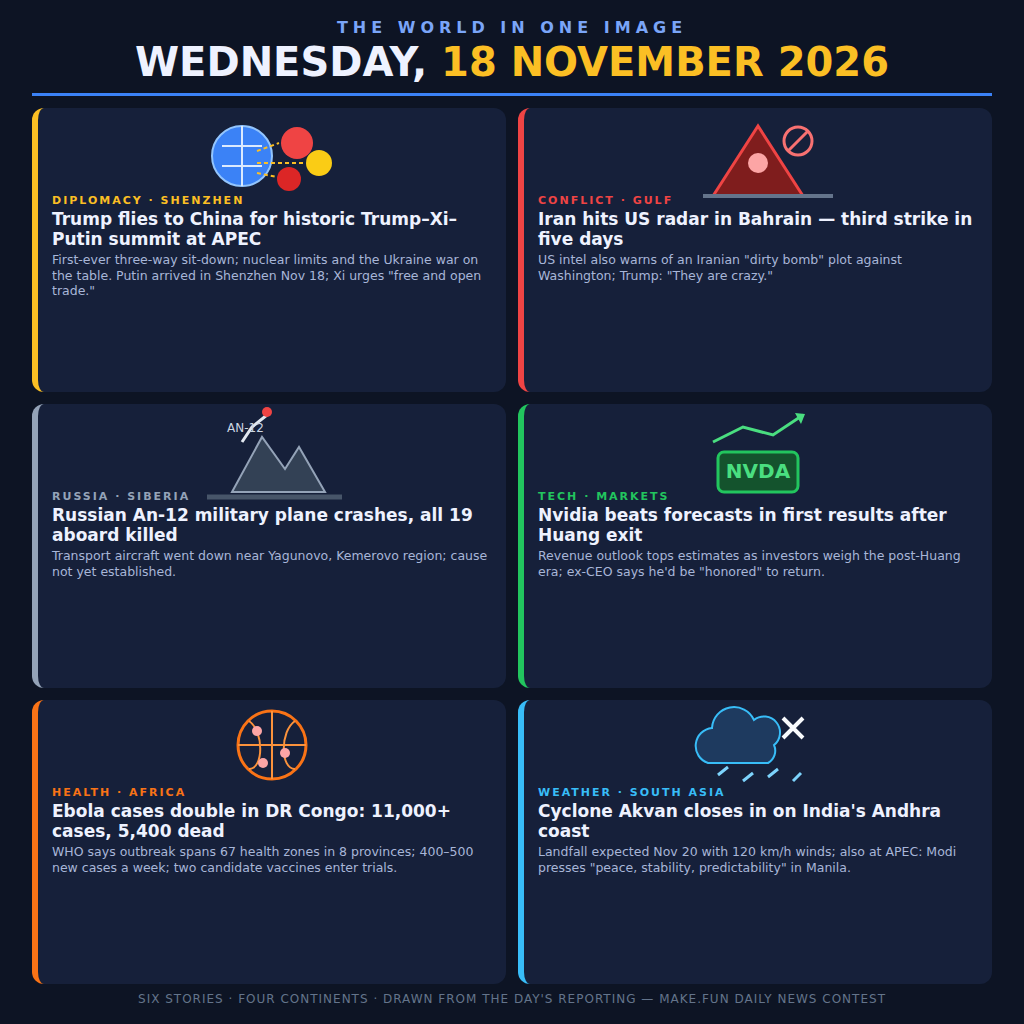 THE WORLD IN ONE IMAGE
WEDNESDAY, 18 NOVEMBER 2026
DIPLOMACY · SHENZHEN
Trump flies to China for historic Trump–Xi–
Putin summit at APEC
First-ever three-way sit-down; nuclear limits and the Ukraine war on
the table. Putin arrived in Shenzhen Nov 18; Xi urges "free and open
trade."
CONFLICT · GULF
Iran hits US radar in Bahrain — third strike in
five days
US intel also warns of an Iranian "dirty bomb" plot against
Washington; Trump: "They are crazy."
AN-12
RUSSIA · SIBERIA
Russian An-12 military plane crashes, all 19
aboard killed
Transport aircraft went down near Yagunovo, Kemerovo region; cause
not yet established.
NVDA
TECH · MARKETS
Nvidia beats forecasts in first results after
Huang exit
Revenue outlook tops estimates as investors weigh the post-Huang
era; ex-CEO says he'd be "honored" to return.
HEALTH · AFRICA
Ebola cases double in DR Congo: 11,000+
cases, 5,400 dead
WHO says outbreak spans 67 health zones in 8 provinces; 400–500
new cases a week; two candidate vaccines enter trials.
WEATHER · SOUTH ASIA
Cyclone Akvan closes in on India's Andhra
coast
Landfall expected Nov 20 with 120 km/h winds; also at APEC: Modi
presses "peace, stability, predictability" in Manila.
SIX STORIES · FOUR CONTINENTS · DRAWN FROM THE DAY'S REPORTING — MAKE.FUN DAILY NEWS CONTEST